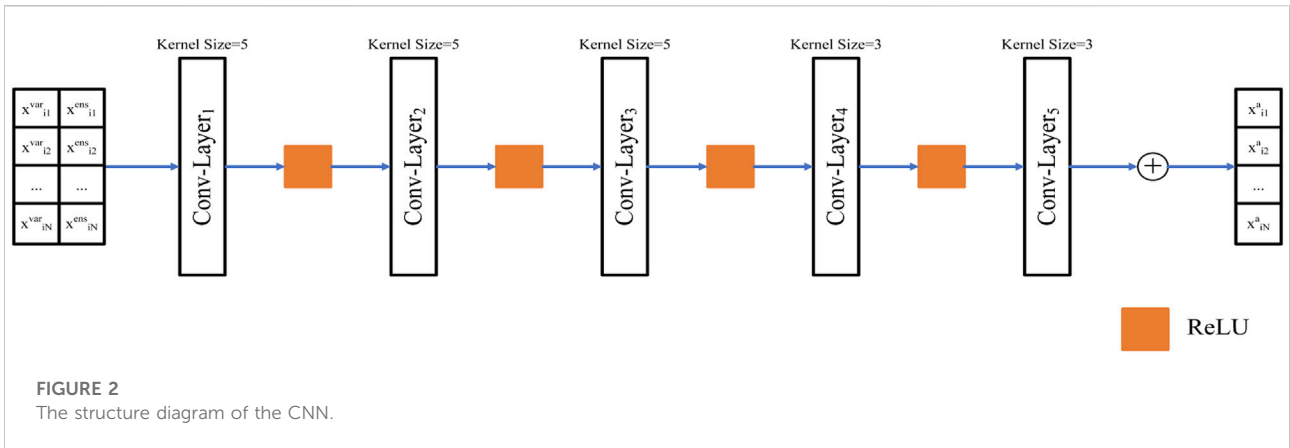 Kernel Size=5 Kernel Size=5 Kernel Size=5 Kernel Size=3 Kernel Size=3
x^var_i1 x^ens_i1
x^var_i2 x^ens_i2
... ...
x^var_iN x^ens_iN
Conv-Layer₁
Conv-Layer₂
Conv-Layer₃
Conv-Layer₄
Conv-Layer₅
+
x^a_i1
x^a_i2
...
x^a_iN
ReLU
FIGURE 2
The structure diagram of the CNN.